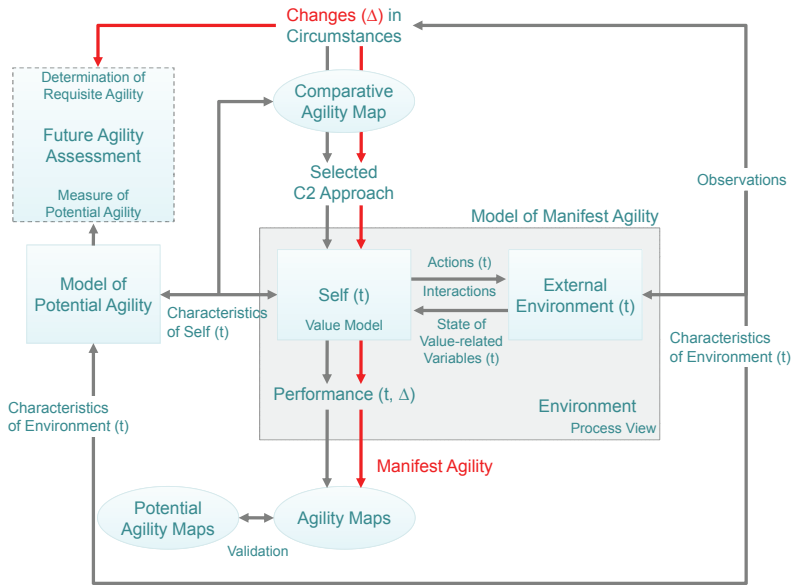 Changes (Δ) in
Circumstances
Determination of
Requisite Agility
Future Agility
Assessment
Measure of
Potential Agility
Comparative
Agility Map
Selected
C2 Approach
Observations
Model of Manifest Agility
Model of
Potential Agility
Characteristics
of Self (t)
Self (t)
Value Model
Actions (t)
Interactions
State of
Value-related
Variables (t)
External
Environment (t)
Characteristics
of Environment (t)
Performance (t, Δ)
Environment
Process View
Characteristics
of Environment (t)
Manifest Agility
Potential
Agility Maps
Validation
Agility Maps